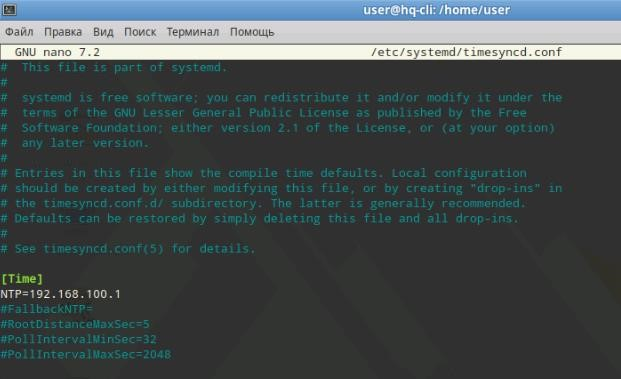 user@hq-cli: /home/user
Файл Правка Вид Поиск Терминал Помощь
GNU nano 7.2 /etc/systemd/timesyncd.conf
#  This file is part of systemd.
#
#  systemd is free software; you can redistribute it and/or modify it under the
#  terms of the GNU Lesser General Public License as published by the Free
#  Software Foundation; either version 2.1 of the License, or (at your option)
#  any later version.
#
# Entries in this file show the compile time defaults. Local configuration
# should be created by either modifying this file, or by creating "drop-ins" in
# the timesyncd.conf.d/ subdirectory. The latter is generally recommended.
# Defaults can be restored by simply deleting this file and all drop-ins.
#
# See timesyncd.conf(5) for details.
[Time]
NTP=192.168.100.1
#FallbackNTP=
#RootDistanceMaxSec=5
#PollIntervalMinSec=32
#PollIntervalMaxSec=2048